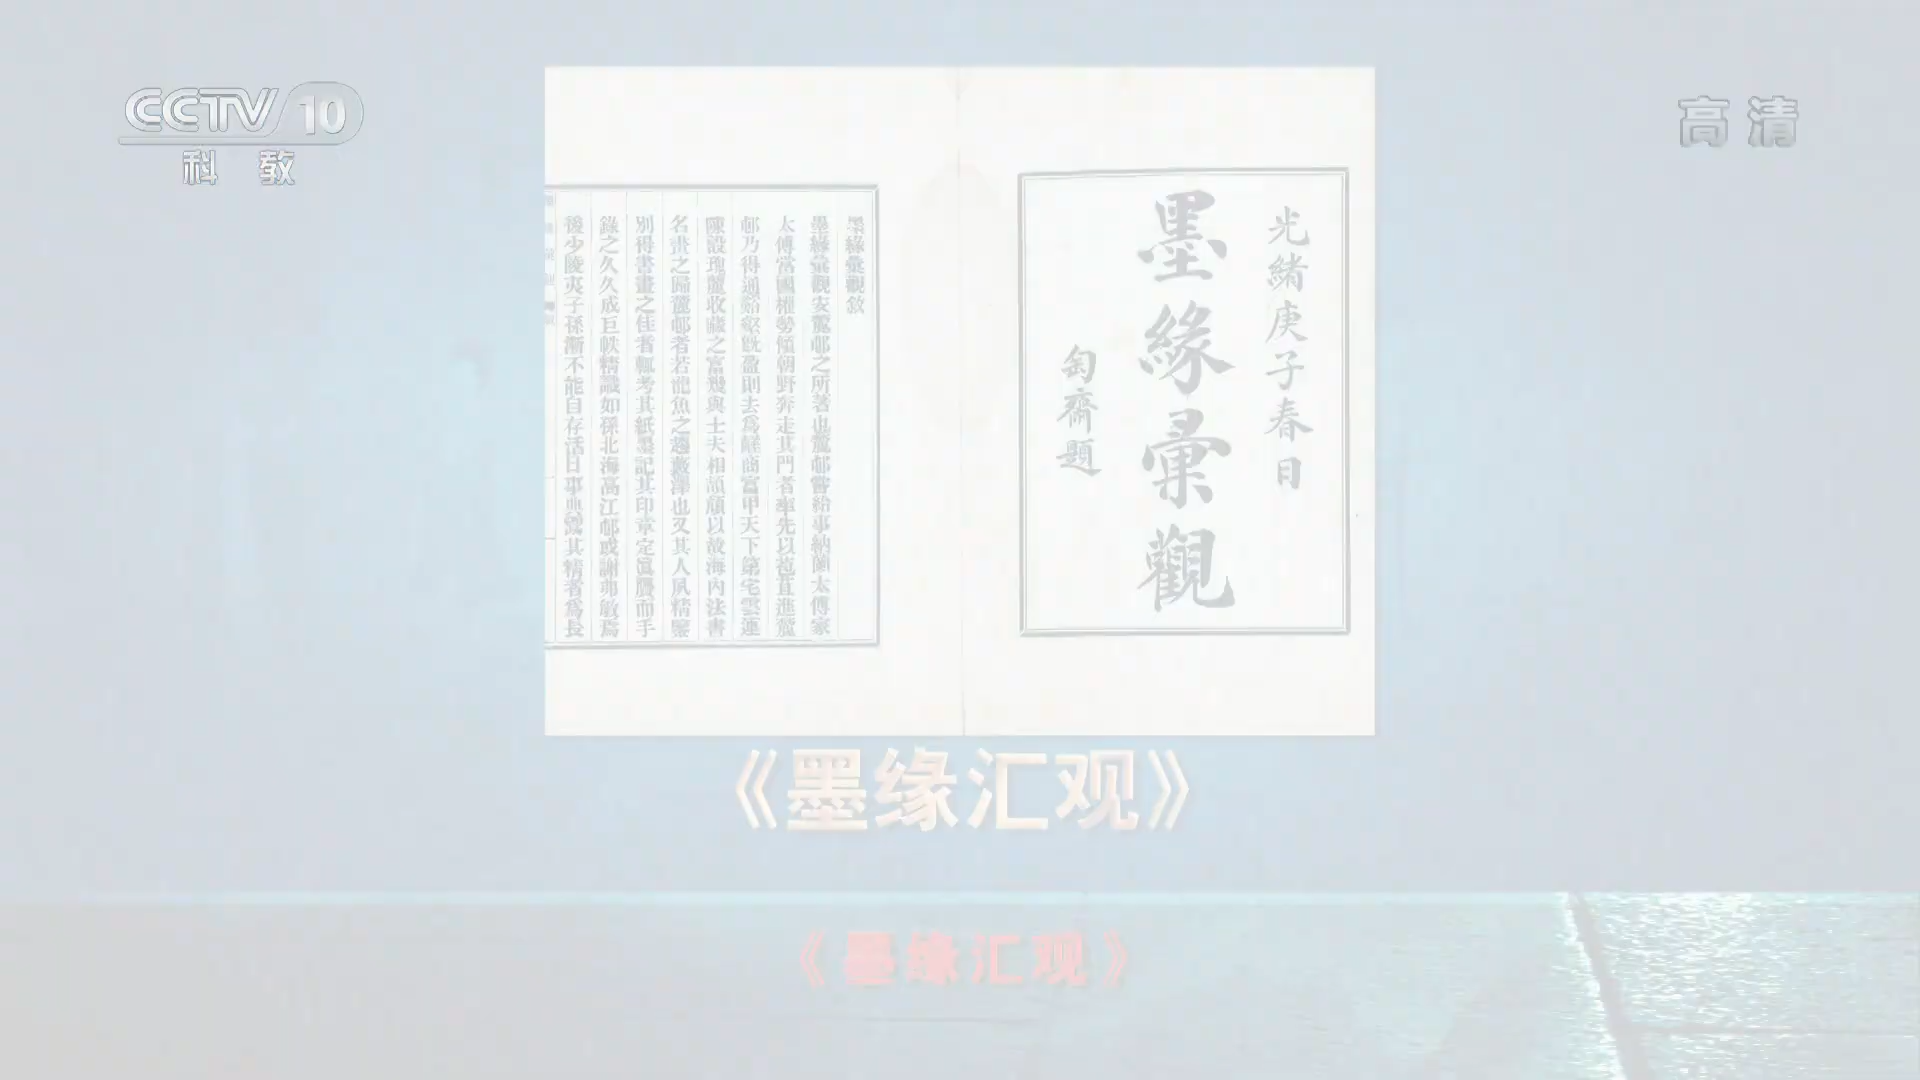 CCTV 10
科教
高清
光緒庚子春日
墨緣彙觀
匋齋題
墨緣彙觀敘
墨緣彙觀安麓邨之所著也麓邨嘗給事納蘭太傅家
太傅當國權勢傾朝野奔走其門者率先以苞苴進麓
邨乃得通谿壑既盈則去為鹺商富甲天下第宅雲連
陳設瑰麗收藏之富幾與士夫相頡頏以故海內法書
名畫之歸麓邨者若龍魚之趨藪澤也又其人夙精鑒
別得書畫之佳者輒考其紙墨記其印章定真贗而手
錄之久久成巨帙精識如孫北海高江邨或謝弗敏焉
後少陵夷子孫漸不能自存活日事典鬻其精者為長
《墨缘汇观》
《墨缘汇观》